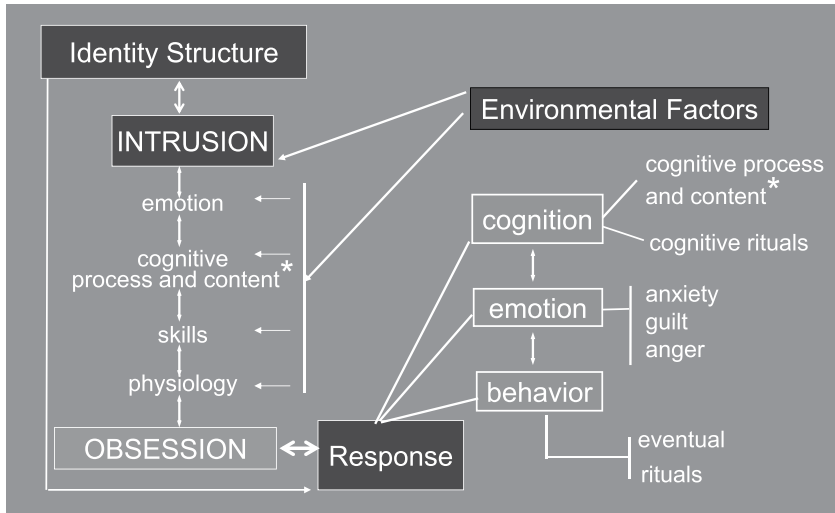 Identity Structure
Environmental Factors
INTRUSION
emotion
cognitive
process and content*
skills
physiology
OBSESSION
Response
cognition
cognitive process
and content*
cognitive rituals
emotion
anxiety
guilt
anger
behavior
eventual
rituals